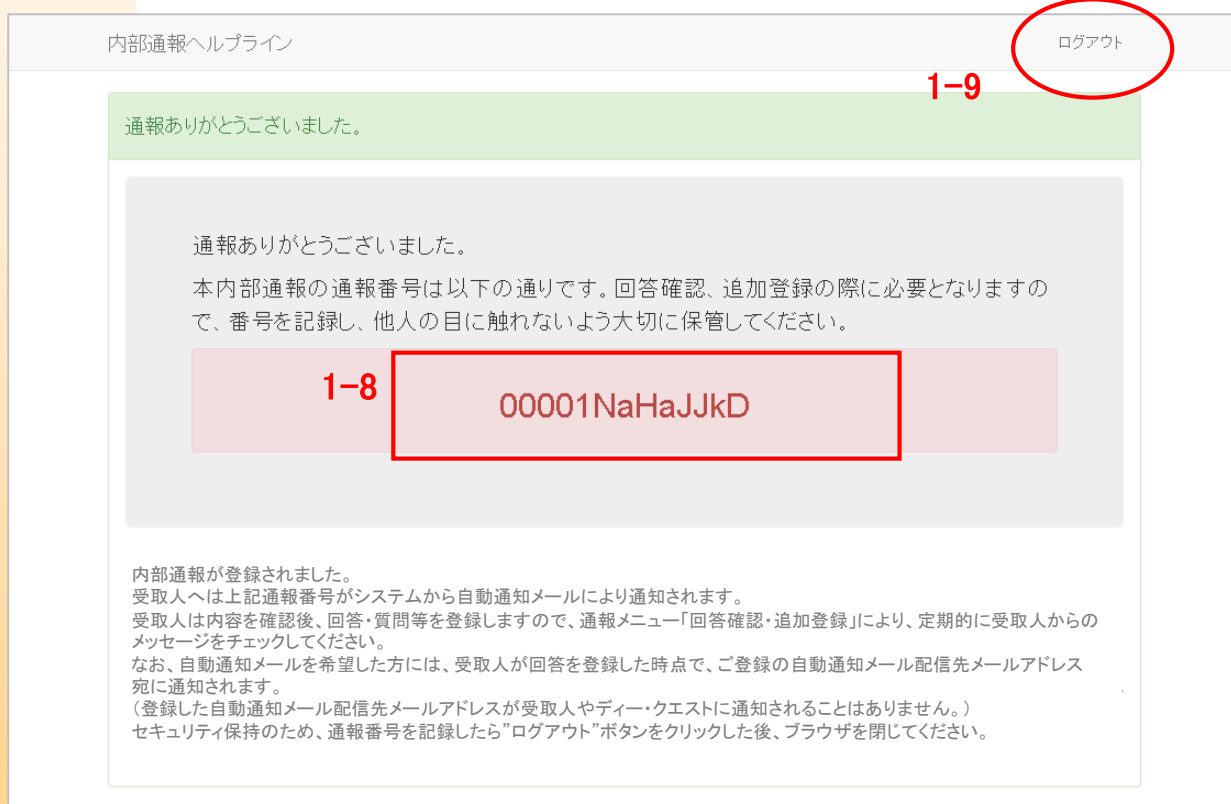 内部通報ヘルプライン
ログアウト
1-9
通報ありがとうございました。
通報ありがとうございました。
本内部通報の通報番号は以下の通りです。回答確認、追加登録の際に必要となりますの
で、番号を記録し、他人の目に触れないよう大切に保管してください。
1-8
00001NaHaJJkD
内部通報が登録されました。
受取人へは上記通報番号がシステムから自動通知メールにより通知されます。
受取人は内容を確認後、回答・質問等を登録しますので、通報メニュー「回答確認・追加登録」により、定期的に受取人からの
メッセージをチェックしてください。
なお、自動通知メールを希望した方には、受取人が回答を登録した時点で、ご登録の自動通知メール配信先メールアドレス
宛に通知されます。
（登録した自動通知メール配信先メールアドレスが受取人やディー・クエストに通知されることはありません。）
セキュリティ保持のため、通報番号を記録したら”ログアウト”ボタンをクリックした後、ブラウザを閉じてください。